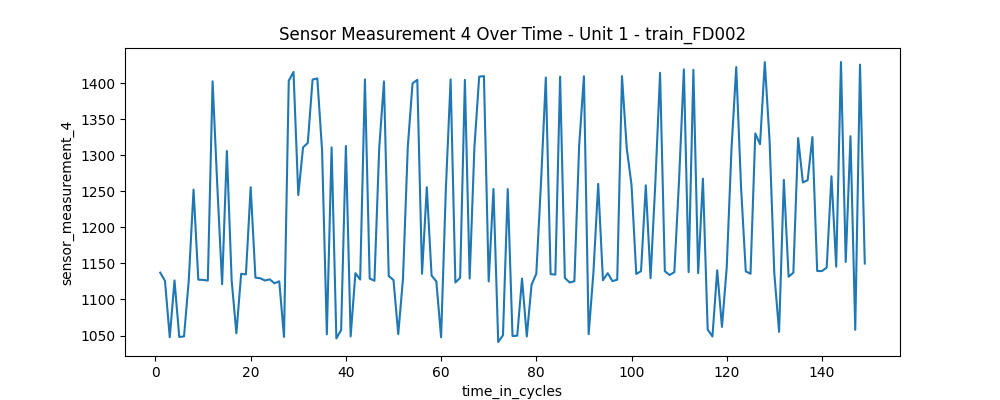 Sensor Measurement 4 Over Time - Unit 1 - train_FD002
sensor_measurement_4
1400
1350
1300
1250
1200
1150
1100
1050
0 20 40 60 80 100 120 140
time_in_cycles